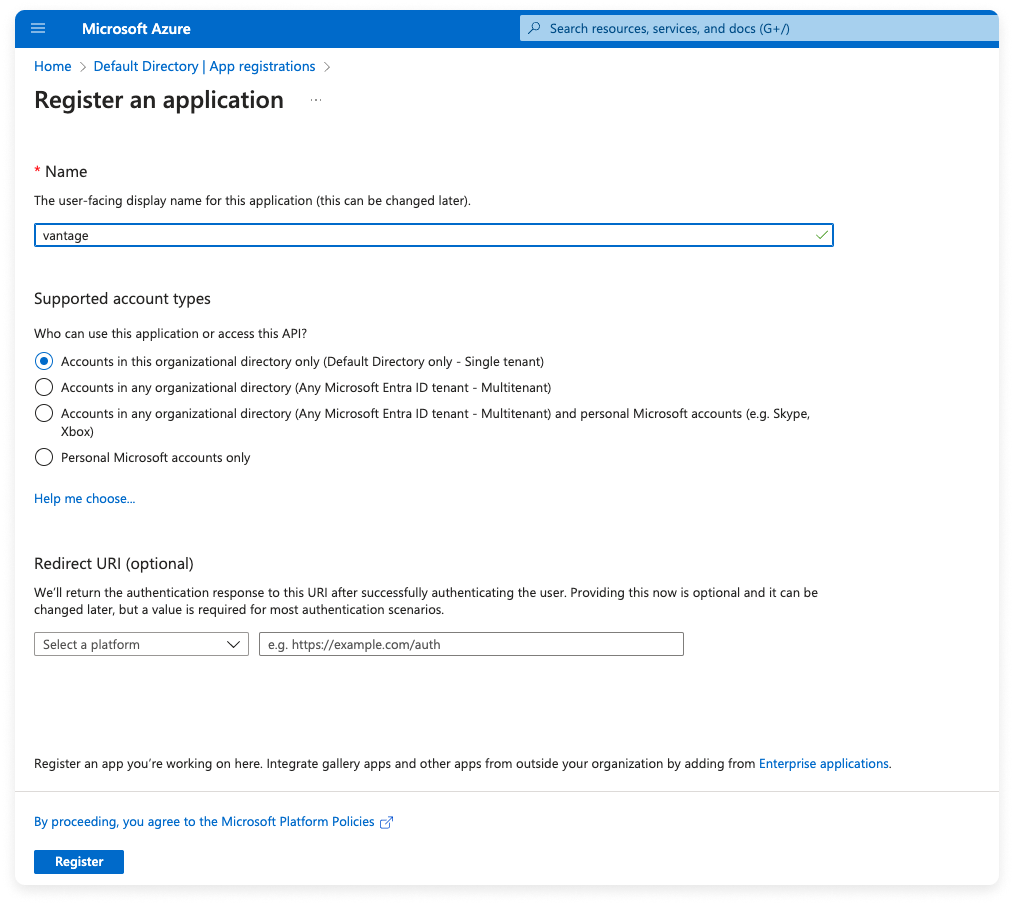 Microsoft Azure
Search resources, services, and docs (G+/)
Home > Default Directory | App registrations >
Register an application ...
* Name
The user-facing display name for this application (this can be changed later).
vantage
Supported account types
Who can use this application or access this API?
Accounts in this organizational directory only (Default Directory only - Single tenant)
Accounts in any organizational directory (Any Microsoft Entra ID tenant - Multitenant)
Accounts in any organizational directory (Any Microsoft Entra ID tenant - Multitenant) and personal Microsoft accounts (e.g. Skype,
Xbox)
Personal Microsoft accounts only
Help me choose...
Redirect URI (optional)
We'll return the authentication response to this URI after successfully authenticating the user. Providing this now is optional and it can be
changed later, but a value is required for most authentication scenarios.
Select a platform
e.g. https://example.com/auth
Register an app you're working on here. Integrate gallery apps and other apps from outside your organization by adding from Enterprise applications.
By proceeding, you agree to the Microsoft Platform Policies
Register